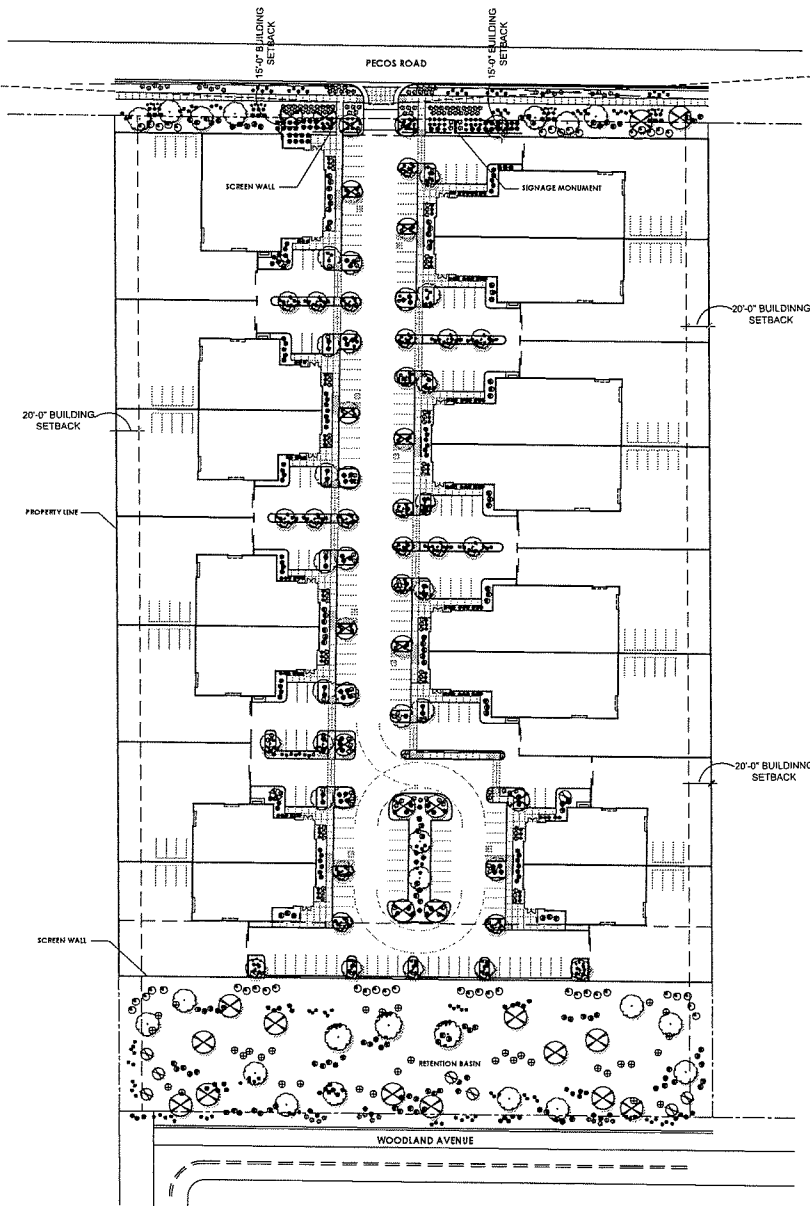 15'-0" BUILDING
SETBACK
15'-0" BUILDING
SETBACK
PECOS ROAD
SCREEN WALL
SIGNAGE MONUMENT
20'-0" BUILDINNG
SETBACK
20'-0" BUILDING
SETBACK
PROPERTY LINE
20'-0" BUILDINNG
SETBACK
SCREEN WALL
RETENTION BASIN
WOODLAND AVENUE